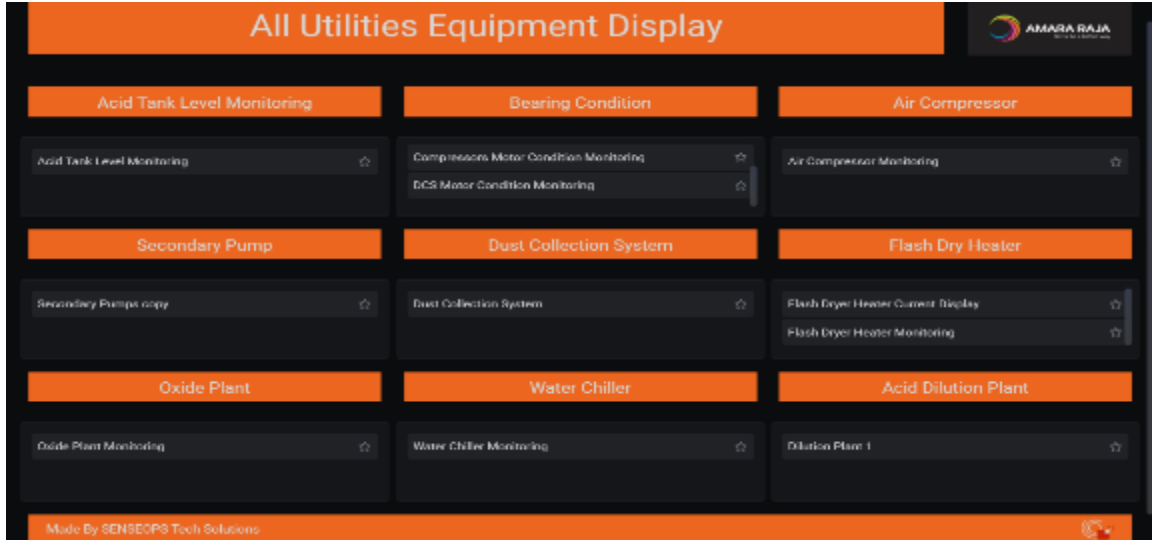 All Utilities Equipment Display
AMARA RAJA
Acid Tank Level Monitoring
Bearing Condition
Air Compressor
Acid Tank Level Monitoring
Compressors Motor Condition Monitoring
DCS Motor Condition Monitoring
Air Compressor Monitoring
Secondary Pump
Dust Collection System
Flash Dry Heater
Secondary Pumps copy
Dust Collection System
Flash Dryer Heater Current Display
Flash Dryer Heater Monitoring
Oxide Plant
Water Chiller
Acid Dilution Plant
Oxide Plant Monitoring
Water Chiller Monitoring
Dilution Plant 1
Made By SENSEOPS Tech Solutions